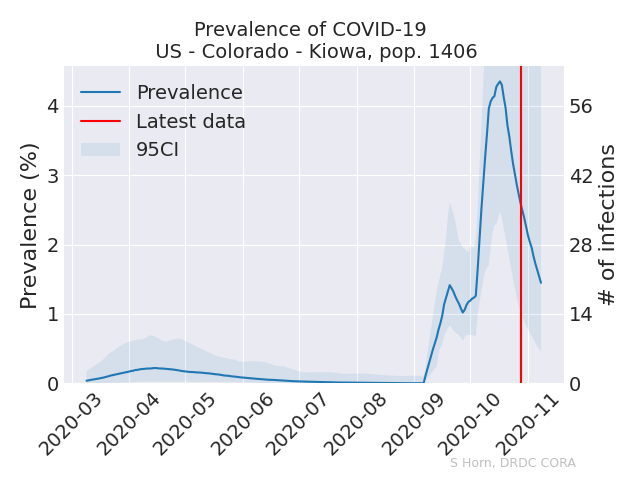 Prevalence of COVID-19
US - Colorado - Kiowa, pop. 1406
Prevalence
Latest data
95CI
Prevalence (%)
4
3
2
1
0
# of infections
56
42
28
14
0
2020-03
2020-04
2020-05
2020-06
2020-07
2020-08
2020-09
2020-10
2020-11
S Horn, DRDC CORA